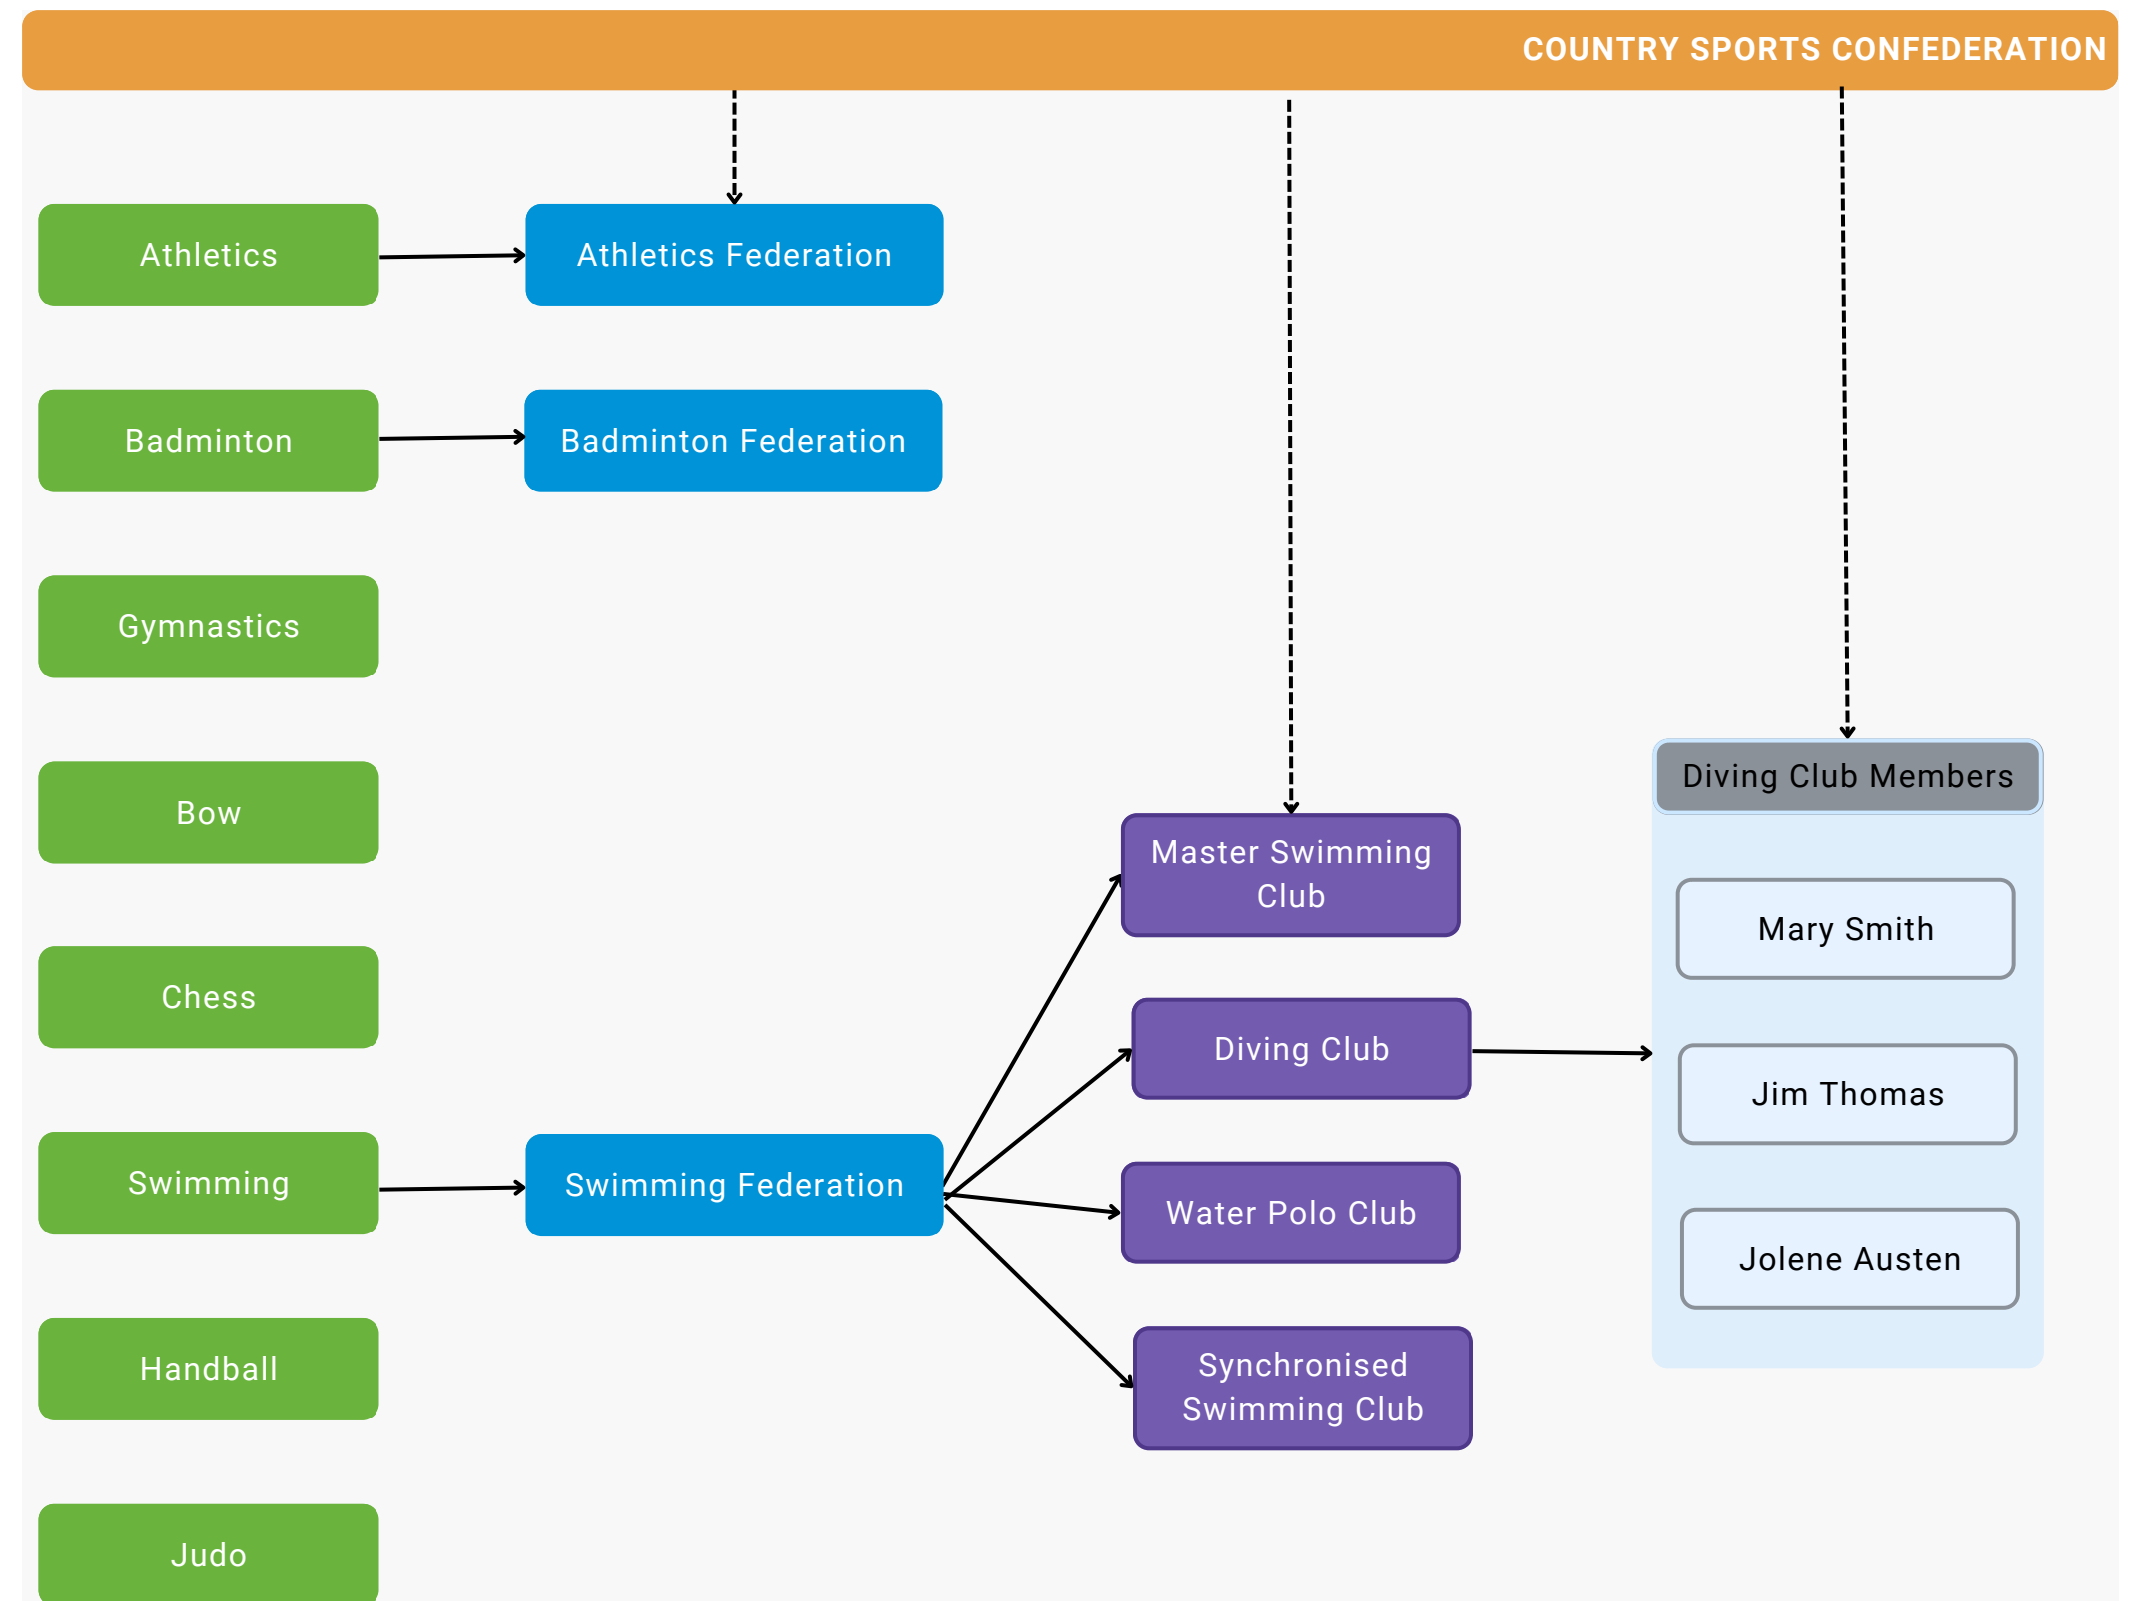 COUNTRY SPORTS CONFEDERATION
Athletics
Athletics Federation
Badminton
Badminton Federation
Gymnastics
Bow
Chess
Swimming
Swimming Federation
Handball
Judo
Master Swimming
Club
Diving Club
Water Polo Club
Synchronised
Swimming Club
Diving Club Members
Mary Smith
Jim Thomas
Jolene Austen